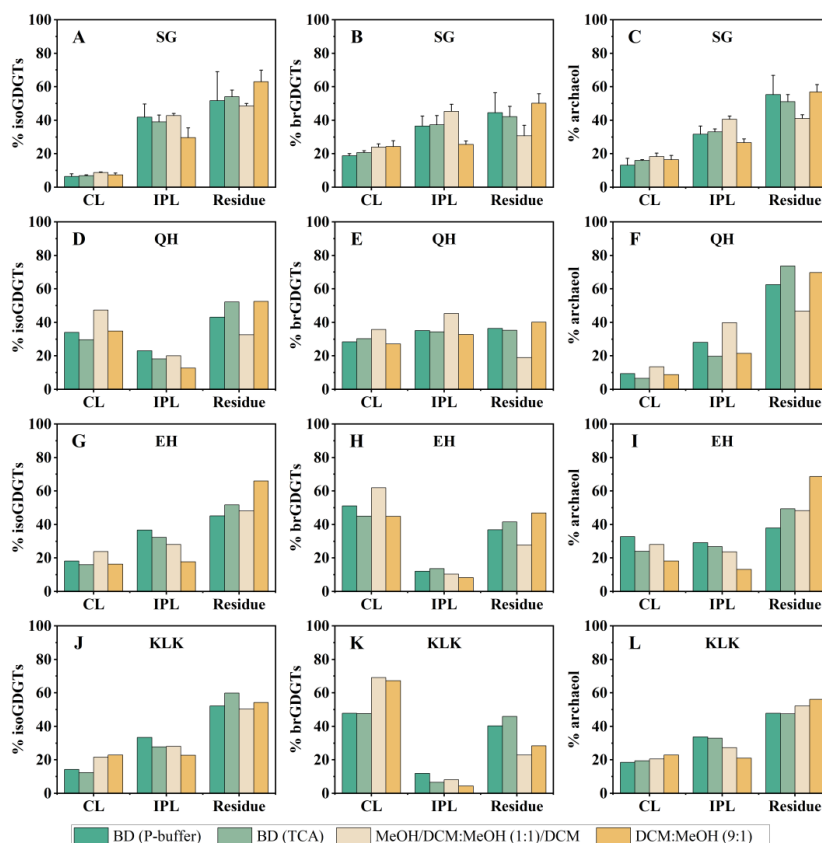 A SG
B SG
C SG
% isoGDGTs
% brGDGTs
% archaeol
100
80
60
40
20
0
100
80
60
40
20
0
100
80
60
40
20
0
CL IPL Residue
CL IPL Residue
CL IPL Residue
D QH
E QH
F QH
% isoGDGTs
% brGDGTs
% archaeol
100
80
60
40
20
0
100
80
60
40
20
0
100
80
60
40
20
0
CL IPL Residue
CL IPL Residue
CL IPL Residue
G EH
H EH
I EH
% isoGDGTs
% brGDGTs
% archaeol
100
80
60
40
20
0
100
80
60
40
20
0
100
80
60
40
20
0
CL IPL Residue
CL IPL Residue
CL IPL Residue
J KLK
K KLK
L KLK
% isoGDGTs
% brGDGTs
% archaeol
100
80
60
40
20
0
100
80
60
40
20
0
100
80
60
40
20
0
CL IPL Residue
CL IPL Residue
CL IPL Residue
BD (P-buffer) BD (TCA) MeOH/DCM:MeOH (1:1)/DCM DCM:MeOH (9:1)